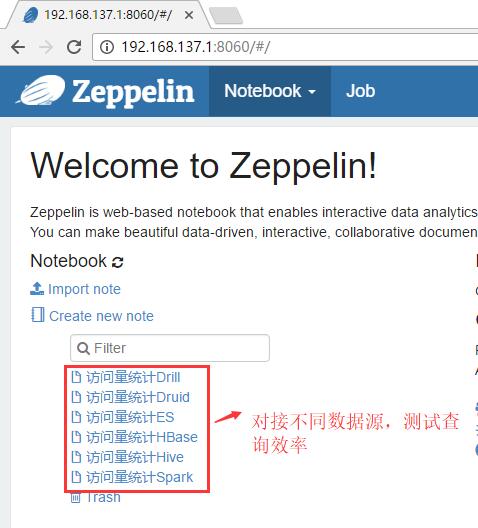 192.168.137.1:8060/#/
192.168.137.1:8060/#/
Zeppelin Notebook Job
Welcome to Zeppelin!
Zeppelin is web-based notebook that enables interactive data analytics
You can make beautiful data-driven, interactive, collaborative documen
Notebook
Import note
Create new note
Filter
访问量统计Drill
访问量统计Druid
访问量统计ES
访问量统计HBase
访问量统计Hive
访问量统计Spark
Trash
对接不同数据源，测试查
询效率